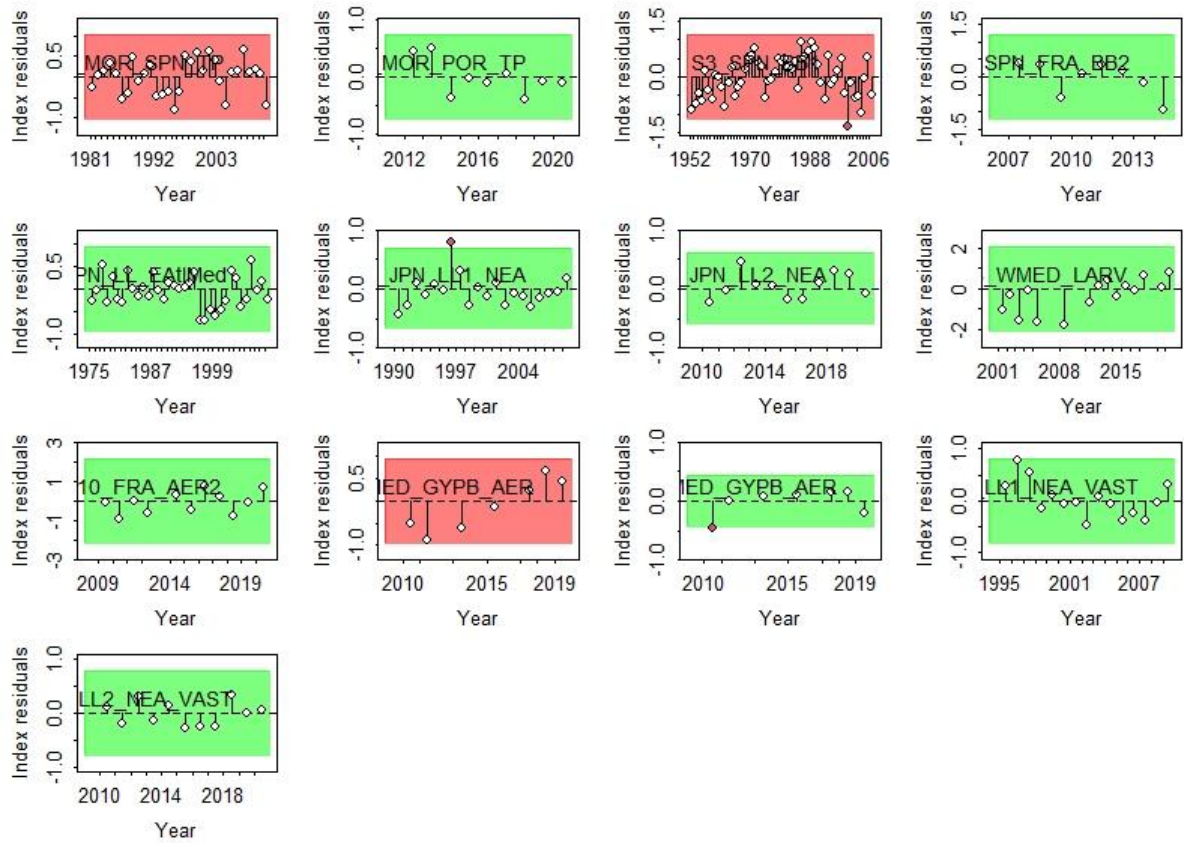 Index residuals
0.5
-1.0
MOR_SPN_TP
1981 1992 2003
Year
Index residuals
1.0
0.0
-1.0
MOR_POR_TP
2012 2016 2020
Year
Index residuals
1.5
0.0
-1.5
1952 1970 1988 2006
Year
Index residuals
1.5
0.0
-1.5
SPN_FRA_BB2
2007 2010 2013
Year
Index residuals
0.5
-1.0
1975 1987 1999
Year
Index residuals
1.0
0.0
-1.0
JPN_LL1_NEA
1990 1997 2004
Year
Index residuals
1.0
0.0
-1.0
JPN_LL2_NEA
2010 2014 2018
Year
Index residuals
2
0
-2
WMED_LARV
2001 2008 2015
Year
Index residuals
3
1
-1
-3
10_FRA_AER2
2009 2014 2019
Year
Index residuals
0.5
-1.0
IED_GYPB_AER
2010 2015 2019
Year
Index residuals
1.0
0.0
-1.0
MED_GYPB_AER
2010 2015 2019
Year
Index residuals
1.0
0.0
-1.0
LL1_NEA_VAST
1995 2001 2007
Year
Index residuals
1.0
0.0
-1.0
LL2_NEA_VAST
2010 2014 2018
Year